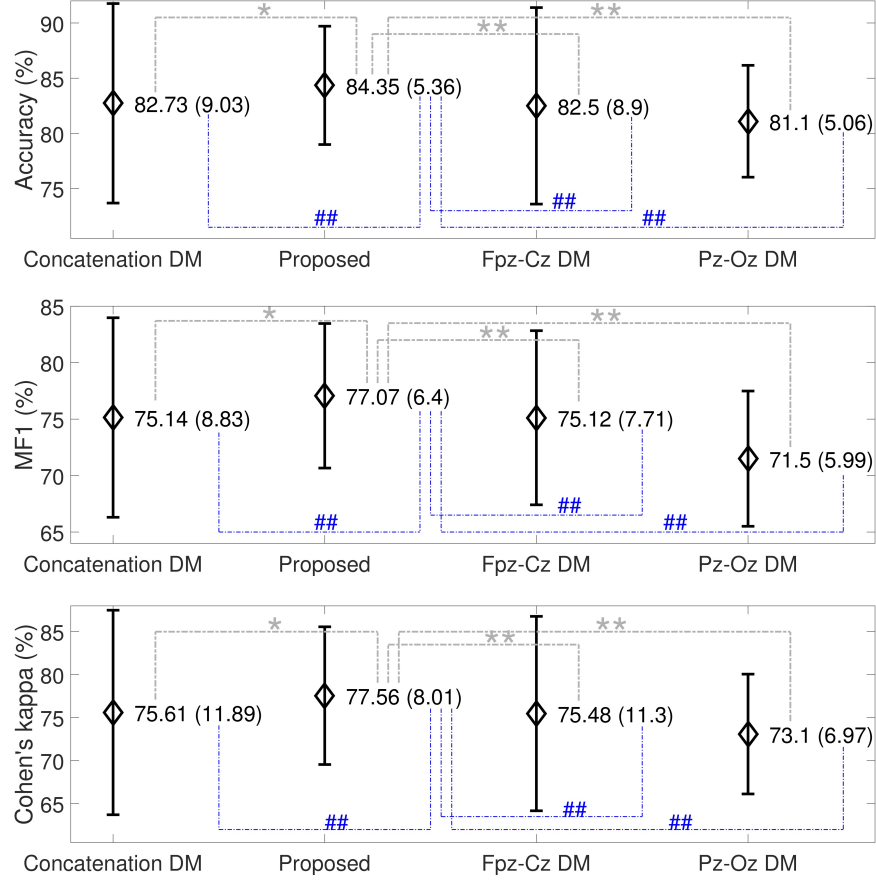 Accuracy (%)
90
85
80
75
* ** **
82.73 (9.03) 84.35 (5.36) 82.5 (8.9) 81.1 (5.06)
## ## ##
Concatenation DM Proposed Fpz-Cz DM Pz-Oz DM
MF1 (%)
85
80
75
70
65
* ** **
75.14 (8.83) 77.07 (6.4) 75.12 (7.71) 71.5 (5.99)
## ## ##
Concatenation DM Proposed Fpz-Cz DM Pz-Oz DM
Cohen's kappa (%)
85
80
75
70
65
* ** **
75.61 (11.89) 77.56 (8.01) 75.48 (11.3) 73.1 (6.97)
## ## ##
Concatenation DM Proposed Fpz-Cz DM Pz-Oz DM